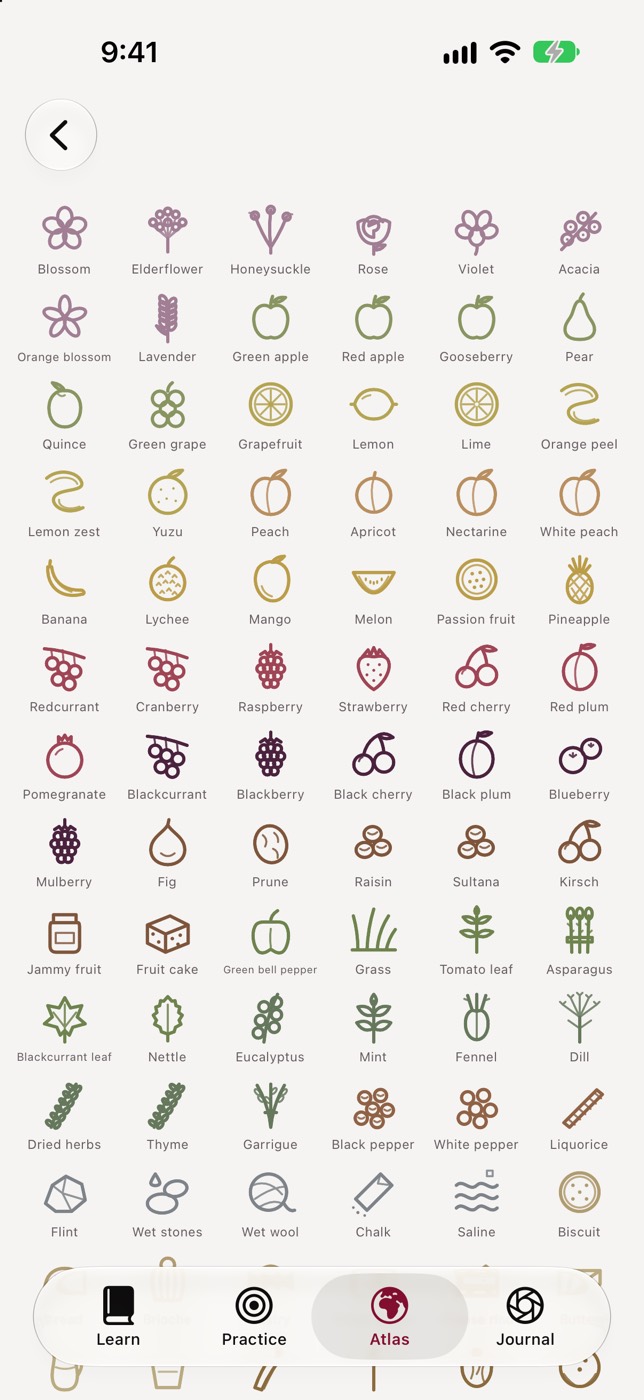 9:41
Blossom Elderflower Honeysuckle Rose Violet Acacia
Orange blossom Lavender Green apple Red apple Gooseberry Pear
Quince Green grape Grapefruit Lemon Lime Orange peel
Lemon zest Yuzu Peach Apricot Nectarine White peach
Banana Lychee Mango Melon Passion fruit Pineapple
Redcurrant Cranberry Raspberry Strawberry Red cherry Red plum
Pomegranate Blackcurrant Blackberry Black cherry Black plum Blueberry
Mulberry Fig Prune Raisin Sultana Kirsch
Jammy fruit Fruit cake Green bell pepper Grass Tomato leaf Asparagus
Blackcurrant leaf Nettle Eucalyptus Mint Fennel Dill
Dried herbs Thyme Garrigue Black pepper White pepper Liquorice
Flint Wet stones Wet wool Chalk Saline Biscuit
Learn Practice Atlas Journal